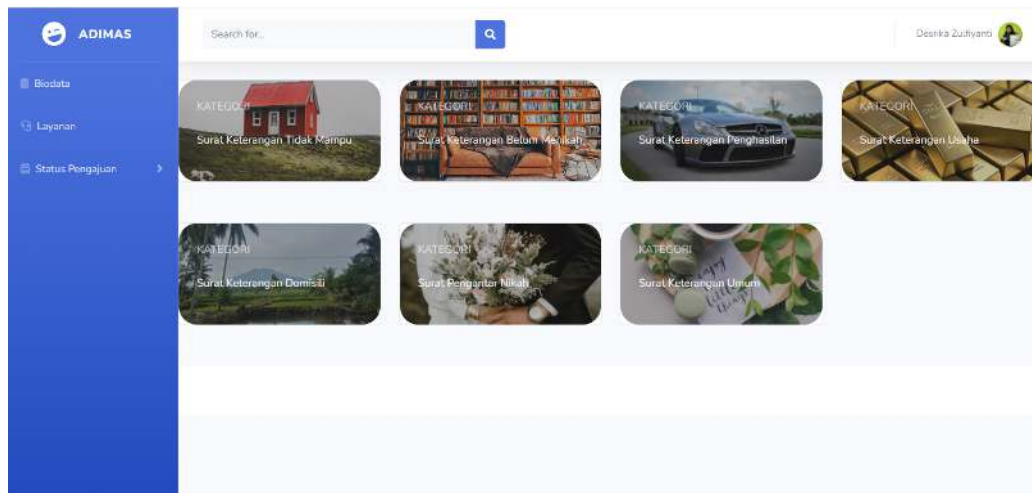 ADIMAS
Search for...
Desrika Zulfiyanti
Biodata
Layanan
Status Pengajuan
KATEGORI
Surat Keterangan Tidak Mampu
KATEGORI
Surat Keterangan Belum Menikah
KATEGORI
Surat Keterangan Penghasilan
KATEGORI
Surat Keterangan Usaha
KATEGORI
Surat Keterangan Domisili
KATEGORI
Surat Pengantar Nikah
KATEGORI
Surat Keterangan Umum